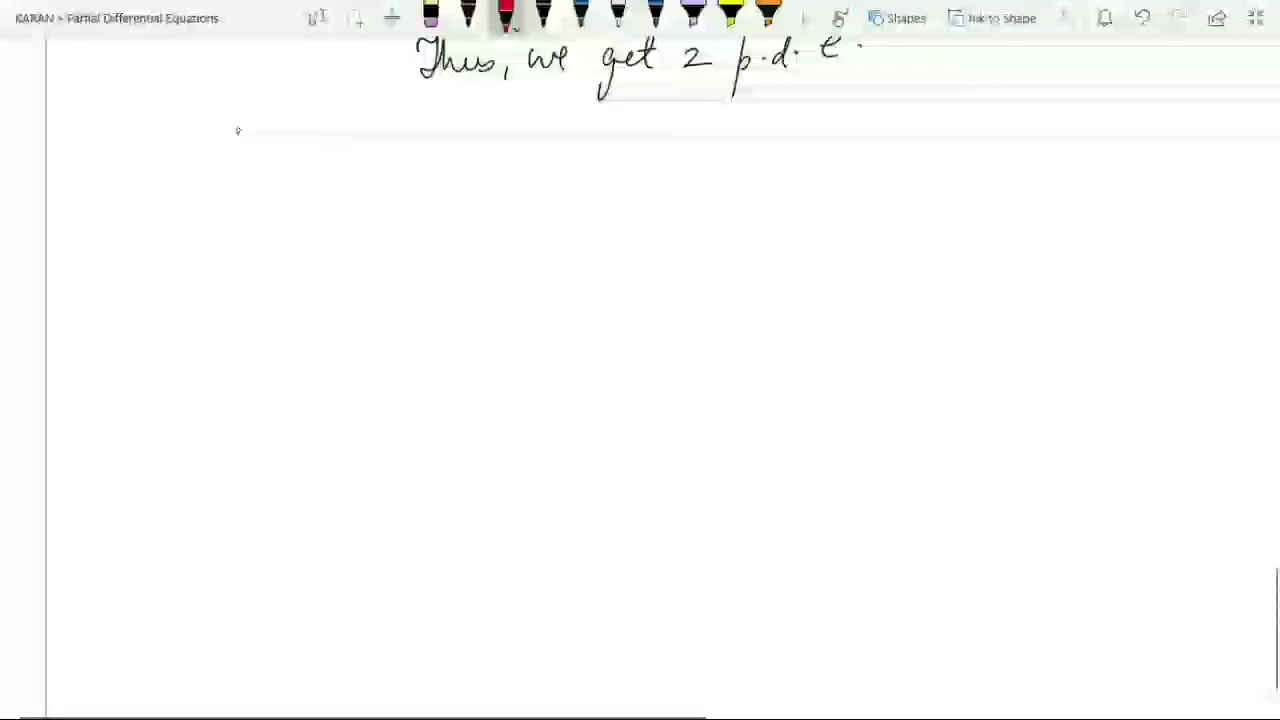 KARAN > Partial Differential Equations
Shapes
Ink to Shape
Thus, we get 2 p.d.e.